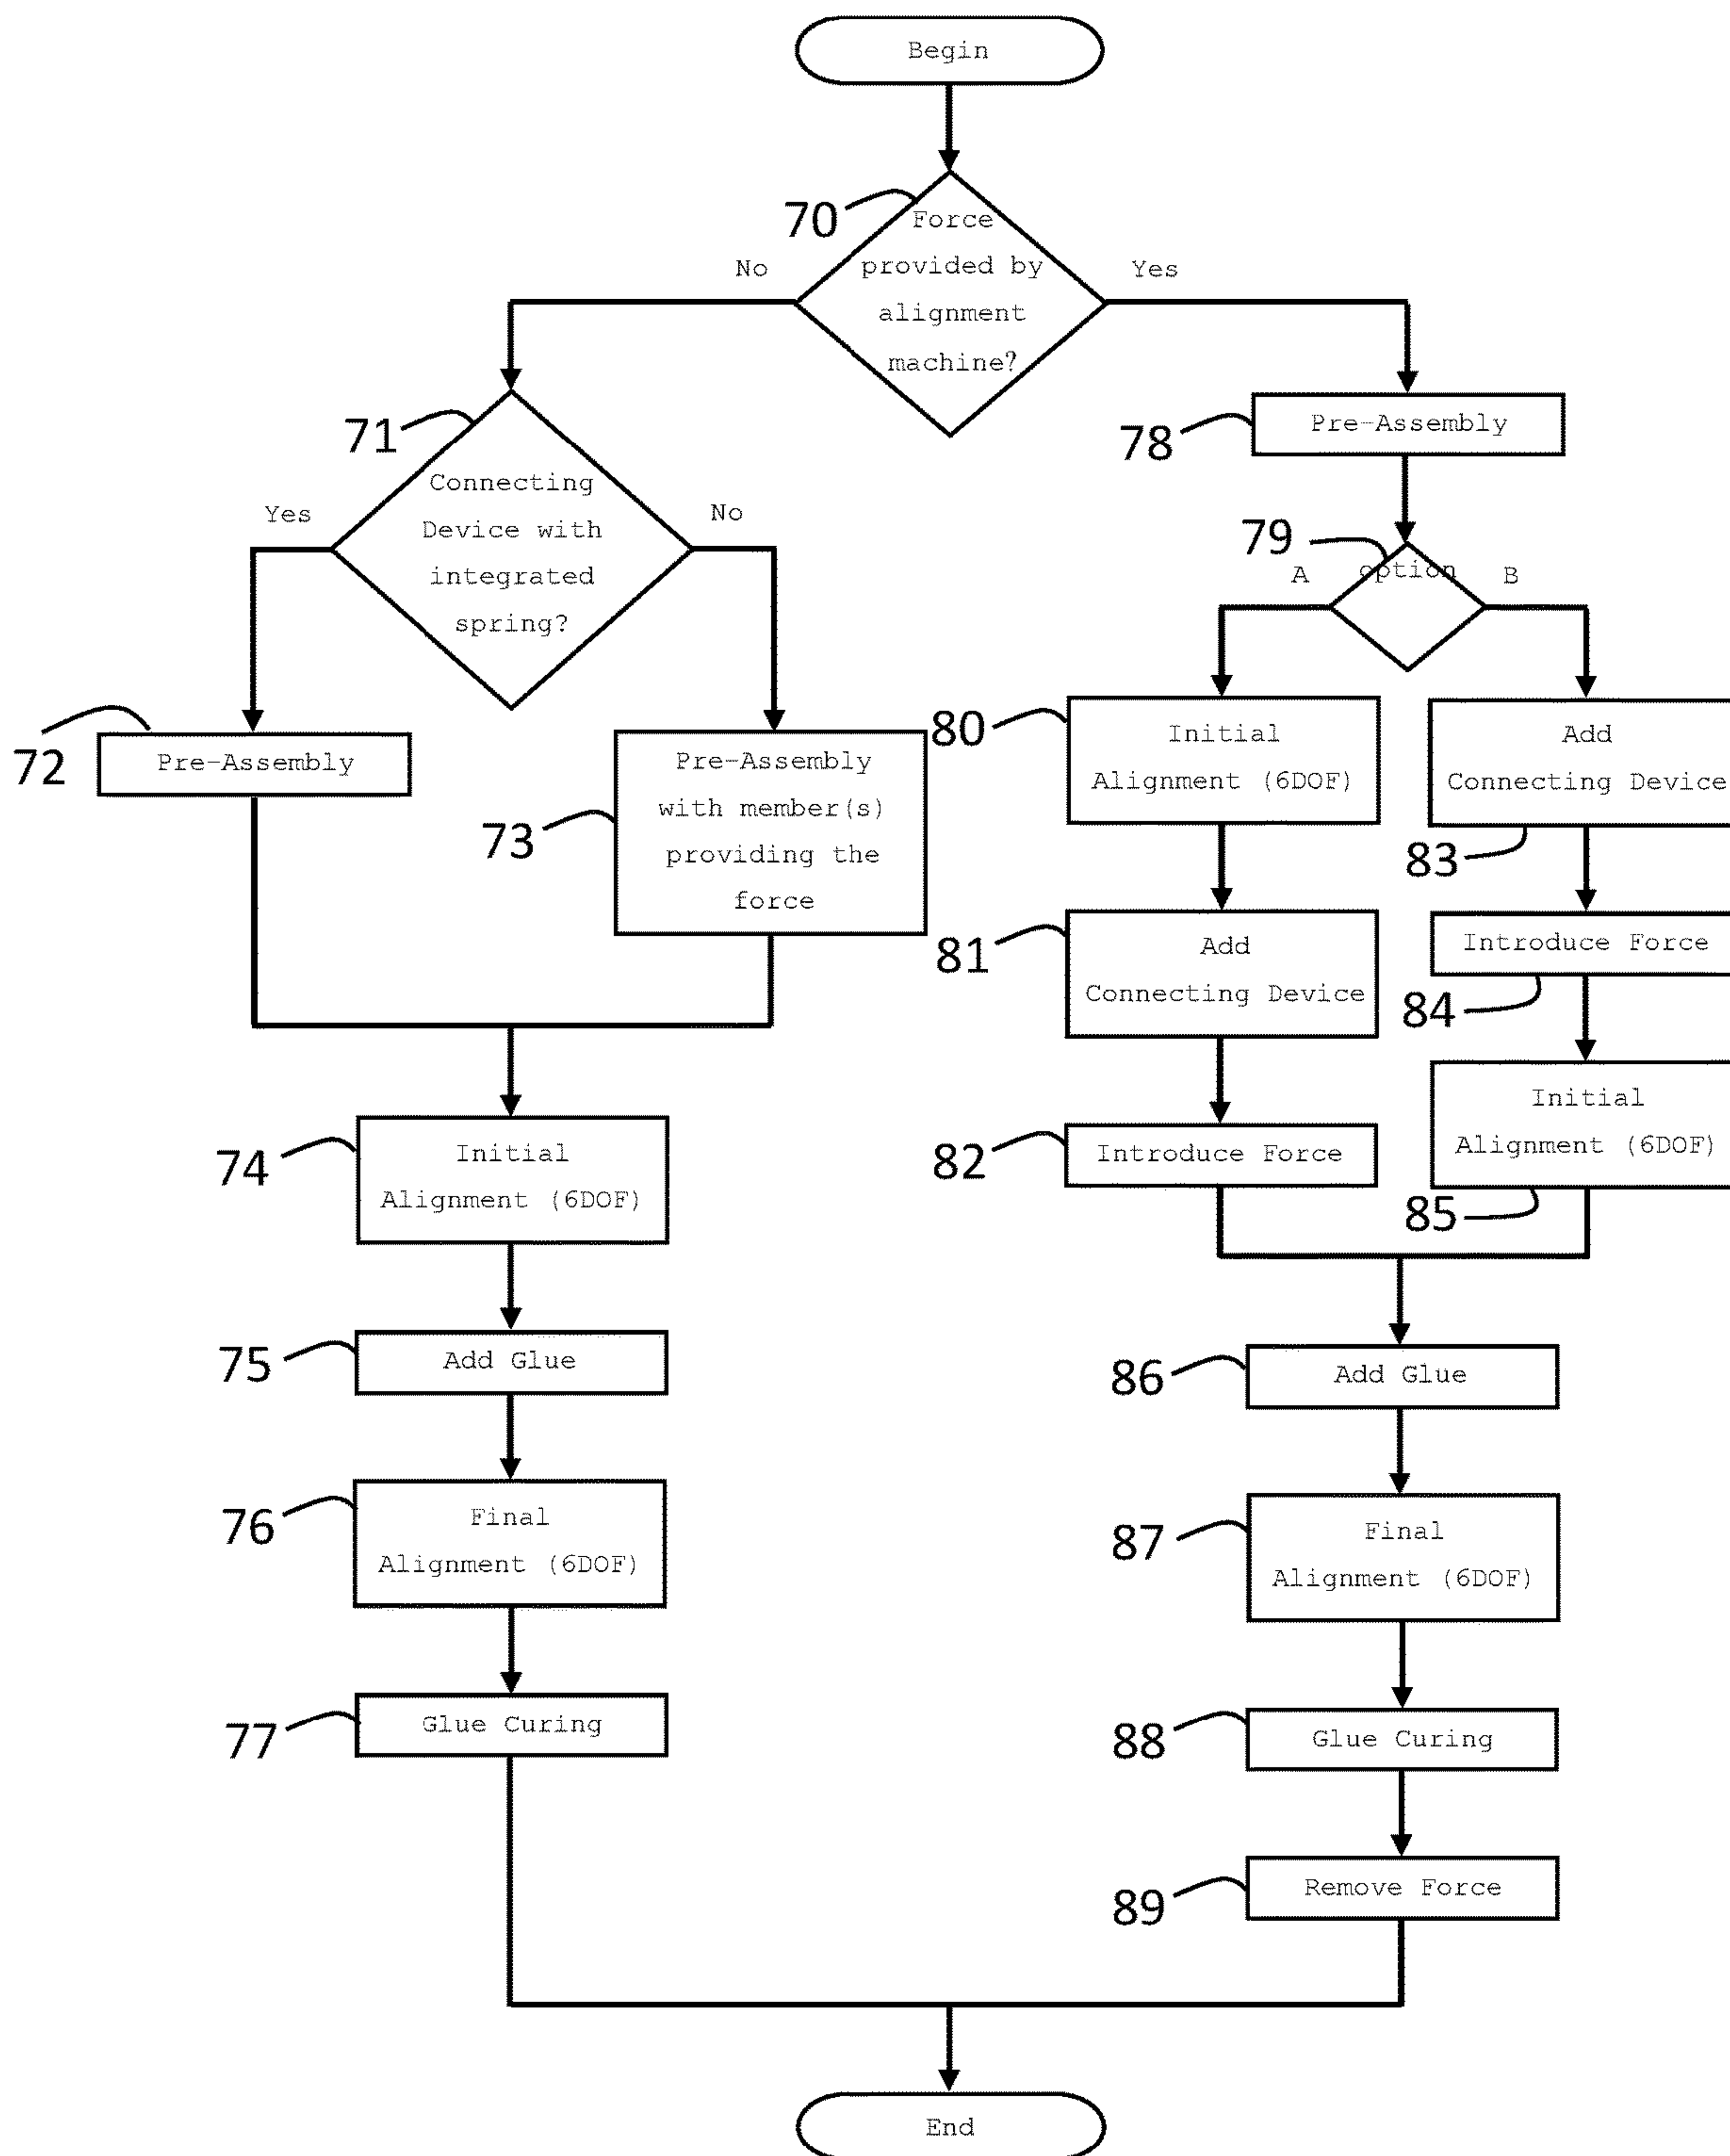 Begin
70
Force
provided by
alignment
machine?
No
Yes
71
Connecting
Device with
integrated
spring?
Yes
No
78
Pre-Assembly
79
option
A
B
72
Pre-Assembly
73
Pre-Assembly
with member(s)
providing the
force
80
Initial
Alignment (6DOF)
Add
Connecting Device
83
81
Add
Connecting Device
Introduce Force
84
82
Introduce Force
Initial
Alignment (6DOF)
85
74
Initial
Alignment (6DOF)
75
Add Glue
86
Add Glue
76
Final
Alignment (6DOF)
87
Final
Alignment (6DOF)
77
Glue Curing
88
Glue Curing
89
Remove Force
End